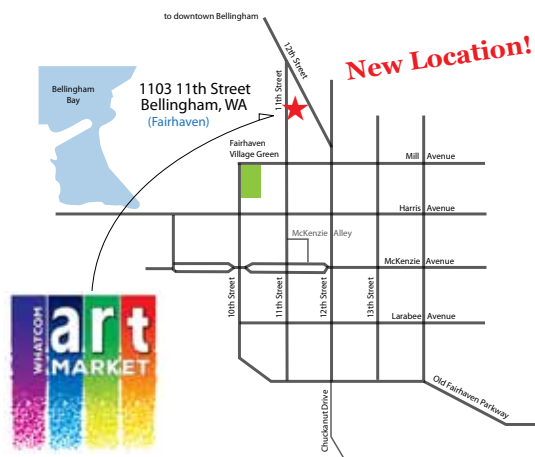 to downtown Bellingham
12th Street
New Location!
Bellingham
Bay
1103 11th Street
Bellingham, WA
(Fairhaven)
11th Street
Fairhaven
Village Green
Mill Avenue
Harris Avenue
McKenzie Alley
McKenzie Avenue
10th Street
11th Street
12th Street
13th Street
Larabee Avenue
WHATCOM
art
MARKET
Old Fairhaven Parkway
Chuckanut Drive